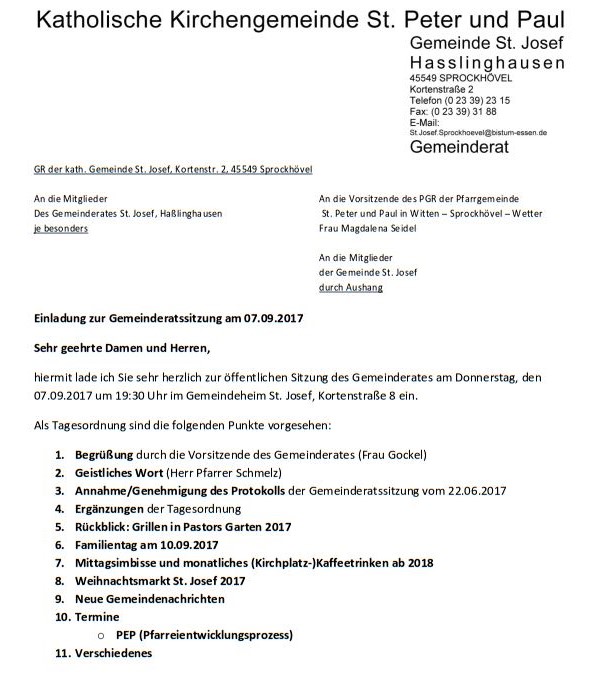 Katholische Kirchengemeinde St. Peter und Paul
Gemeinde St. Josef
Hasslinghausen
45549 SPROCKHÖVEL
Kortenstraße 2
Telefon (0 23 39) 23 15
Fax: (0 23 39) 31 88
E-Mail:
St.Josef.Sprockhoevel@bistum-essen.de
Gemeinderat
GR der kath. Gemeinde St. Josef, Kortenstr. 2, 45549 Sprockhövel
An die Mitglieder
Des Gemeinderates St. Josef, Haßlinghausen
je besonders
An die Vorsitzende des PGR der Pfarrgemeinde
St. Peter und Paul in Witten – Sprockhövel – Wetter
Frau Magdalena Seidel
An die Mitglieder
der Gemeinde St. Josef
durch Aushang
Einladung zur Gemeinderatssitzung am 07.09.2017
Sehr geehrte Damen und Herren,
hiermit lade ich Sie sehr herzlich zur öffentlichen Sitzung des Gemeinderates am Donnerstag, den
07.09.2017 um 19:30 Uhr im Gemeindeheim St. Josef, Kortenstraße 8 ein.
Als Tagesordnung sind die folgenden Punkte vorgesehen:
1. Begrüßung durch die Vorsitzende des Gemeinderates (Frau Gockel)
2. Geistliches Wort (Herr Pfarrer Schmelz)
3. Annahme/Genehmigung des Protokolls der Gemeinderatssitzung vom 22.06.2017
4. Ergänzungen der Tagesordnung
5. Rückblick: Grillen in Pastors Garten 2017
6. Familientag am 10.09.2017
7. Mittagsimbisse und monatliches (Kirchplatz-)Kaffeetrinken ab 2018
8. Weihnachtsmarkt St. Josef 2017
9. Neue Gemeindenachrichten
10. Termine
o PEP (Pfarreientwicklungsprozess)
11. Verschiedenes